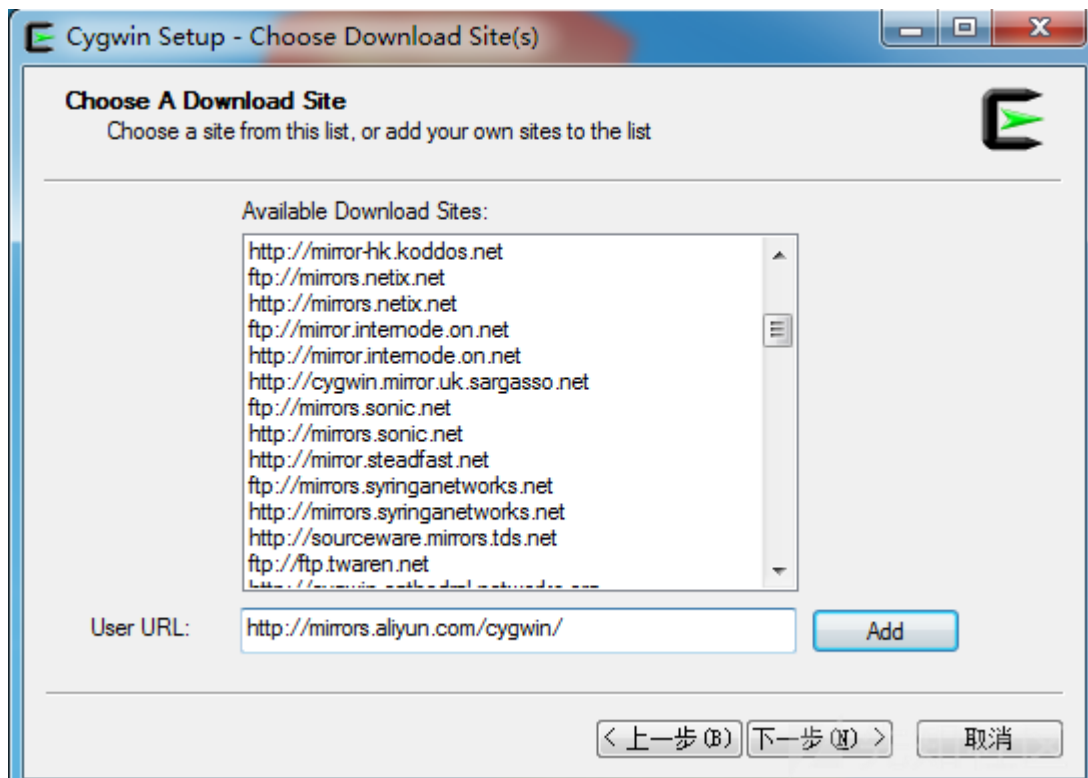 Cygwin Setup - Choose Download Site(s)
Choose A Download Site
Choose a site from this list, or add your own sites to the list
Available Download Sites:
http://mirror-hk.koddos.net
ftp://mirrors.netix.net
http://mirrors.netix.net
ftp://mirror.internode.on.net
http://mirror.internode.on.net
http://cygwin.mirror.uk.sargasso.net
ftp://mirrors.sonic.net
http://mirrors.sonic.net
http://mirror.steadfast.net
ftp://mirrors.syringanetworks.net
http://mirrors.syringanetworks.net
http://sourceware.mirrors.tds.net
ftp://ftp.twaren.net
User URL: http://mirrors.aliyun.com/cygwin/ Add
< 上一步(B) 下一步(N) > 取消